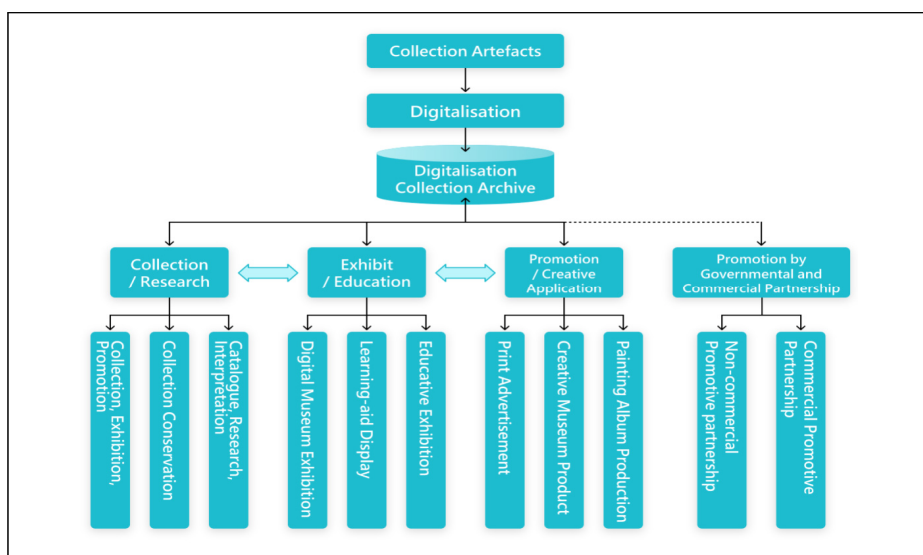 Collection Artefacts
Digitalisation
Digitalisation
Collection Archive
Collection
/ Research
Exhibit
/ Education
Promotion
/ Creative
Application
Promotion by
Governmental and
Commercial Partnership
Collection, Exhibition,
Promotion
Collection Conservation
Catalogue, Research,
Interpretation
Digital Museum Exhibition
Learning-aid Display
Educative Exhibition
Print Advertisement
Creative Museum Product
Painting Album Production
Non-commercial
Promotive partnership
Commercial Promotive
Partnership